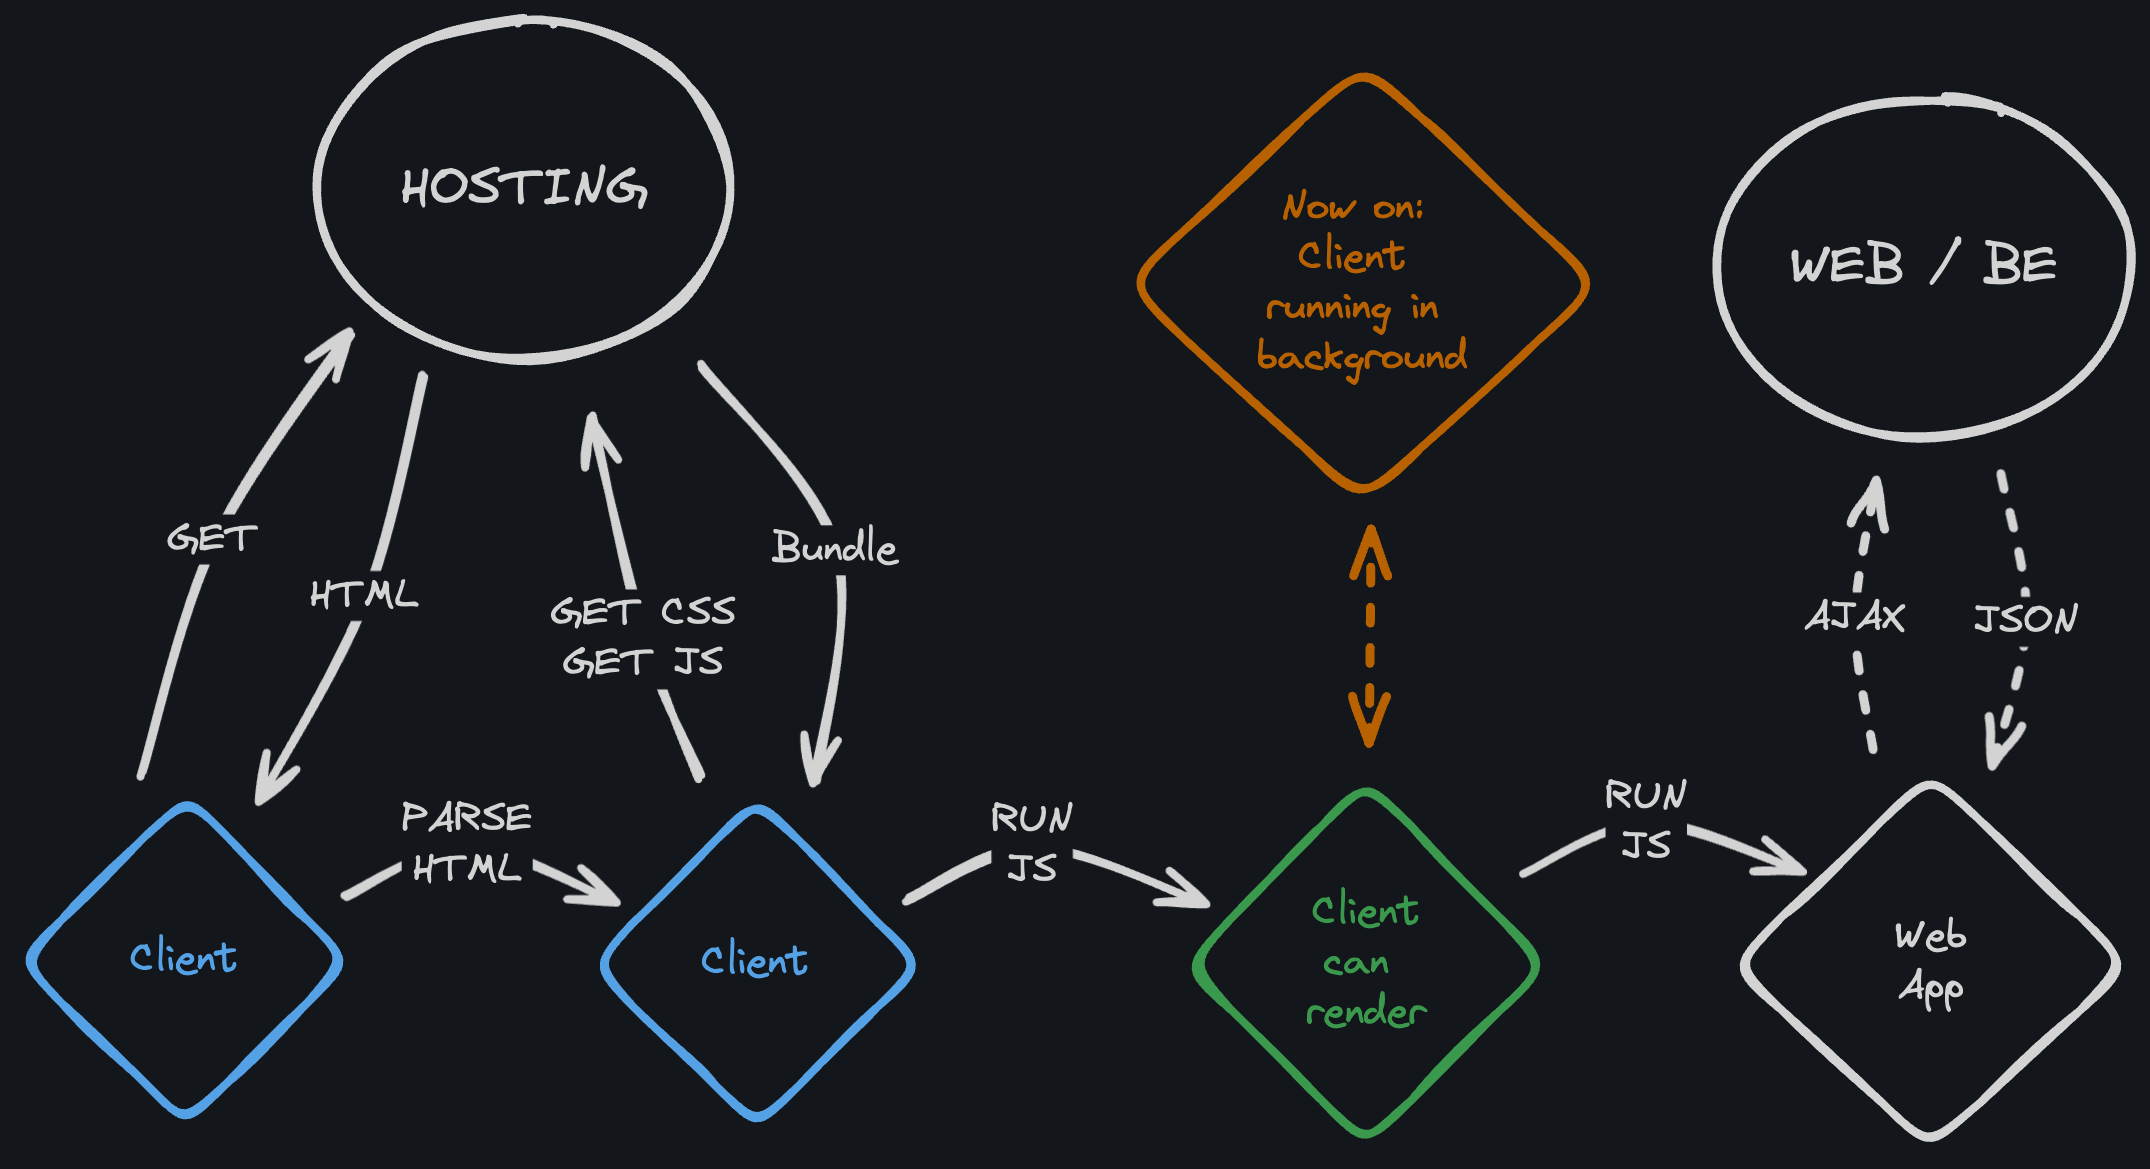 HOSTING
Now on:
Client
running in
background
WEB / BE
GET
HTML
GET CSS
GET JS
Bundle
AJAX
JSON
Client
PARSE
HTML
Client
RUN
JS
Client
can
render
RUN
JS
Web
App